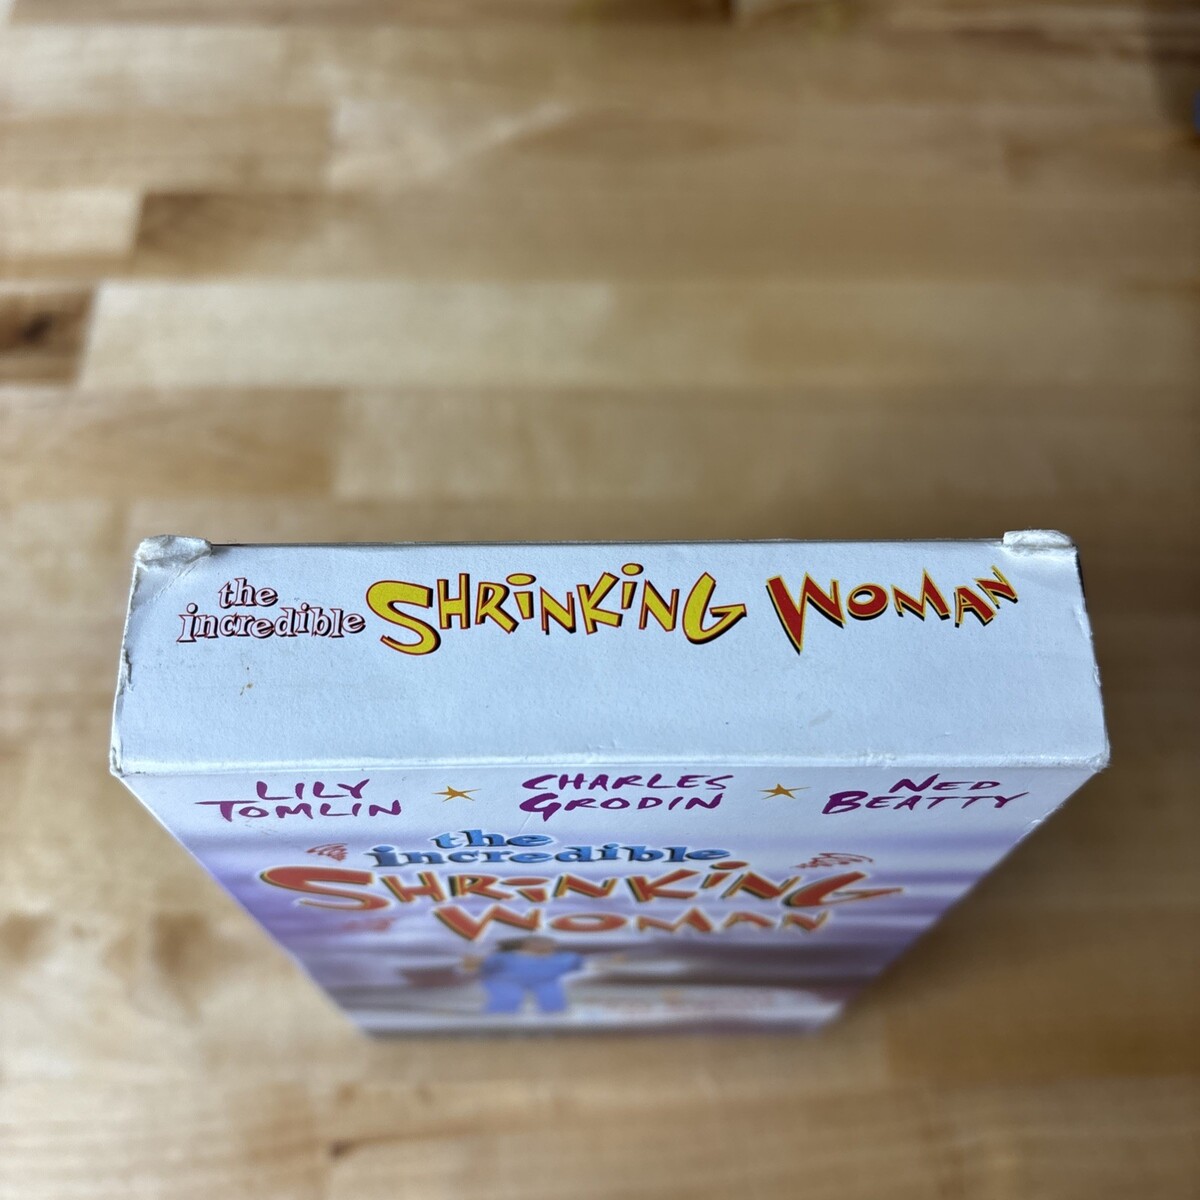 the
incredible SHRiNKiNG WOMAN
LILY TOMLIN ★ CHARLES GRODIN ★ NED BEATTY
the
incredible
SHRiNKiNG
WOMAN